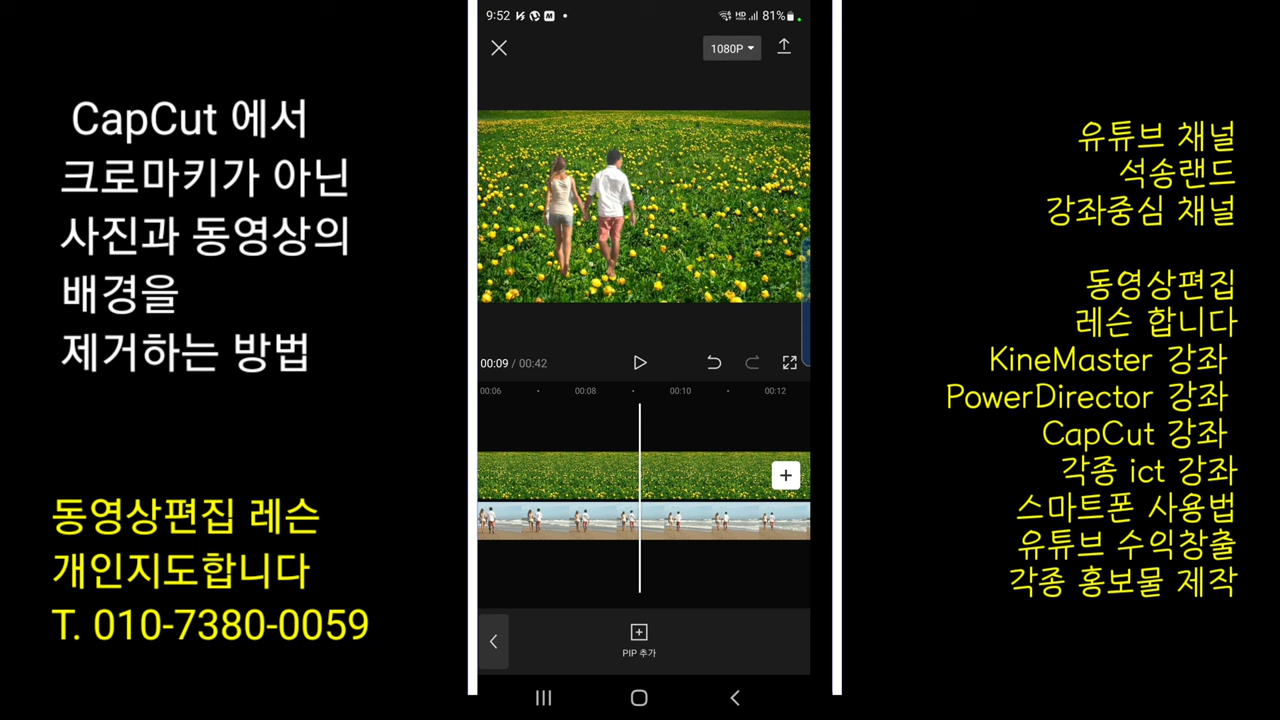 CapCut 에서
크로마키가 아닌
사진과 동영상의
배경을
제거하는 방법
동영상편집 레슨
개인지도합니다
T. 010-7380-0059
9:52
HD
81%
1080P
00:09 / 00:42
00:06
00:08
00:10
00:12
PIP 추가
유튜브 채널
석송랜드
강좌중심 채널
동영상편집
레슨 합니다
KineMaster 강좌
PowerDirector 강좌
CapCut 강좌
각종 ict 강좌
스마트폰 사용법
유튜브 수익창출
각종 홍보물 제작